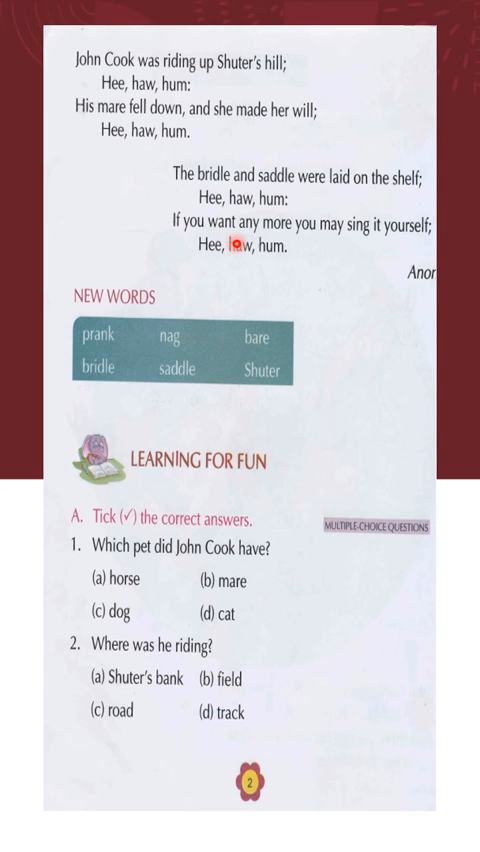 John Cook was riding up Shuter's hill;
Hee, haw, hum:
His mare fell down, and she made her will;
Hee, haw, hum.
The bridle and saddle were laid on the shelf;
Hee, haw, hum:
If you want any more you may sing it yourself;
Hee, haw, hum.
Anor
NEW WORDS
prank nag bare
bridle saddle Shuter
LEARNING FOR FUN
A. Tick (✓) the correct answers.
MULTIPLE-CHOICE QUESTIONS
1. Which pet did John Cook have?
(a) horse (b) mare
(c) dog (d) cat
2. Where was he riding?
(a) Shuter's bank (b) field
(c) road (d) track
2